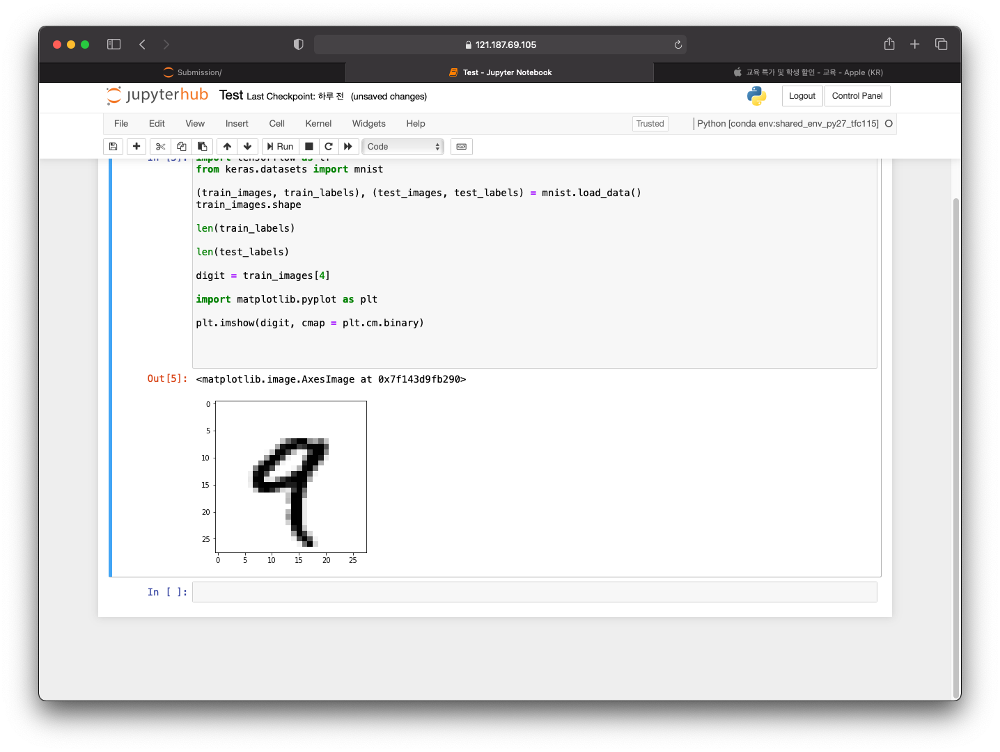 121.187.69.105
Submission/
Test - Jupyter Notebook
교육 특가 및 학생 할인 - 교육 - Apple (KR)
jupyterhub Test Last Checkpoint: 하루 전 (unsaved changes)
Logout Control Panel
File Edit View Insert Cell Kernel Widgets Help
Trusted
Python [conda env:shared_env_py27_tfc115]
Run
Code
In [5]: import tensorflow as tf
from keras.datasets import mnist
(train_images, train_labels), (test_images, test_labels) = mnist.load_data()
train_images.shape
len(train_labels)
len(test_labels)
digit = train_images[4]
import matplotlib.pyplot as plt
plt.imshow(digit, cmap = plt.cm.binary)
Out[5]: <matplotlib.image.AxesImage at 0x7f143d9fb290>
0
5
10
15
20
25
0 5 10 15 20 25
In [ ]: